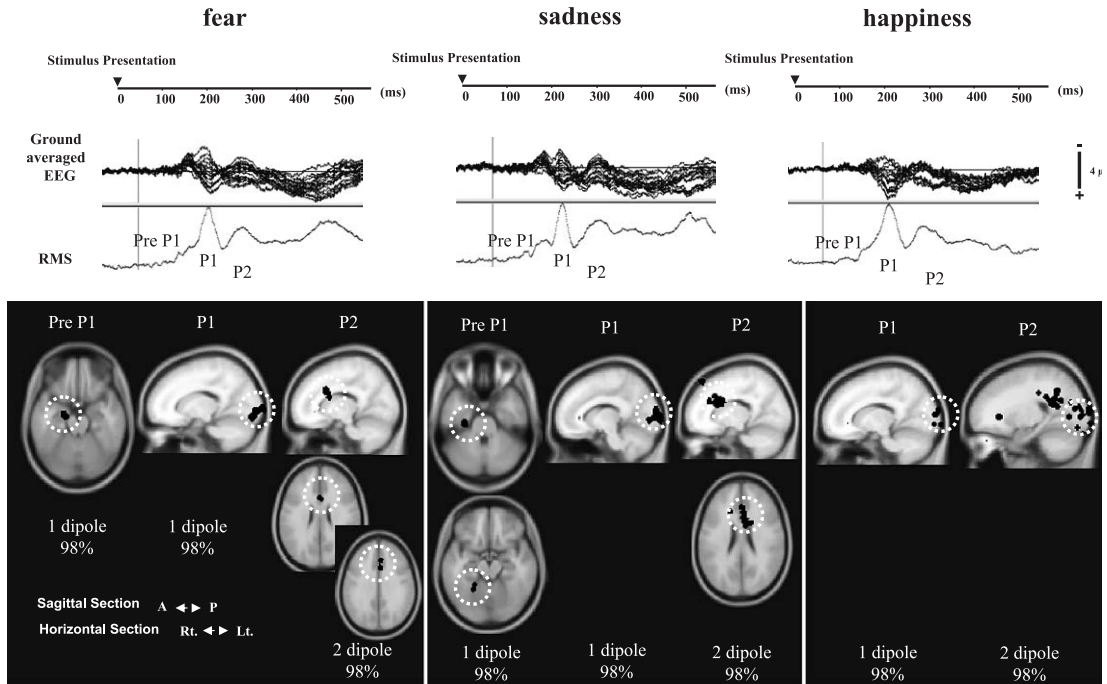 fear
sadness
happiness
Stimulus Presentation
Stimulus Presentation
Stimulus Presentation
0 100 200 300 400 500 (ms)
0 100 200 300 400 500 (ms)
0 100 200 300 400 500 (ms)
Ground
averaged
EEG
-
4 µ
+
RMS
Pre P1
P1
P2
Pre P1
P1
P2
Pre P1
P1
P2
Pre P1
P1
P2
1 dipole
98%
1 dipole
98%
2 dipole
98%
Sagittal Section A P
Horizontal Section Rt. Lt.
Pre P1
P1
P2
1 dipole
98%
1 dipole
98%
2 dipole
98%
P1
P2
1 dipole
98%
2 dipole
98%